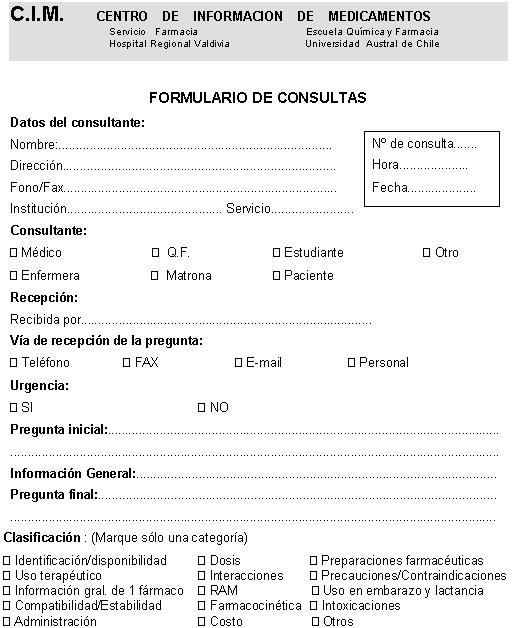 C.I.M. CENTRO DE INFORMACION DE MEDICAMENTOS
Servicio Farmacia Escuela Química y Farmacia
Hospital Regional Valdivia Universidad Austral de Chile
FORMULARIO DE CONSULTAS
Datos del consultante:
Nombre:............................................................................... Nº de consulta.......
Dirección............................................................................... Hora....................
Fono/Fax............................................................................... Fecha....................
Institución............................................. Servicio........................
Consultante:
☐ Médico ☐ Q.F. ☐ Estudiante ☐ Otro
☐ Enfermera ☐ Matrona ☐ Paciente
Recepción:
Recibida por....................................................................................
Vía de recepción de la pregunta:
☐ Teléfono ☐ FAX ☐ E-mail ☐ Personal
Urgencia:
☐ SI ☐ NO
Pregunta inicial:.................................................................................................................
.............................................................................................................................................
Información General:........................................................................................................
Pregunta final:...................................................................................................................
.............................................................................................................................................
Clasificación : (Marque sólo una categoría)
☐ Identificación/disponibilidad ☐ Dosis ☐ Preparaciones farmacéuticas
☐ Uso terapéutico ☐ Interacciones ☐ Precauciones/Contraindicaciones
☐ Información gral. de 1 fármaco ☐ RAM ☐ Uso en embarazo y lactancia
☐ Compatibilidad/Estabilidad ☐ Farmacocinética ☐ Intoxicaciones
☐ Administración ☐ Costo ☐ Otros